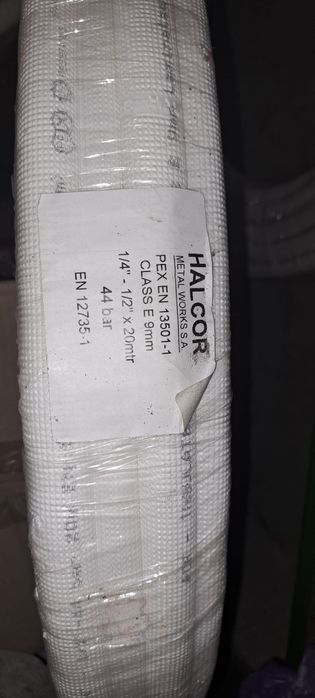 HALCOR
METAL WORKS S.A.
PEX EN 13501-1
CLASS E 9mm
1/4" - 1/2" x 20mtr
44 bar
EN 12735-1